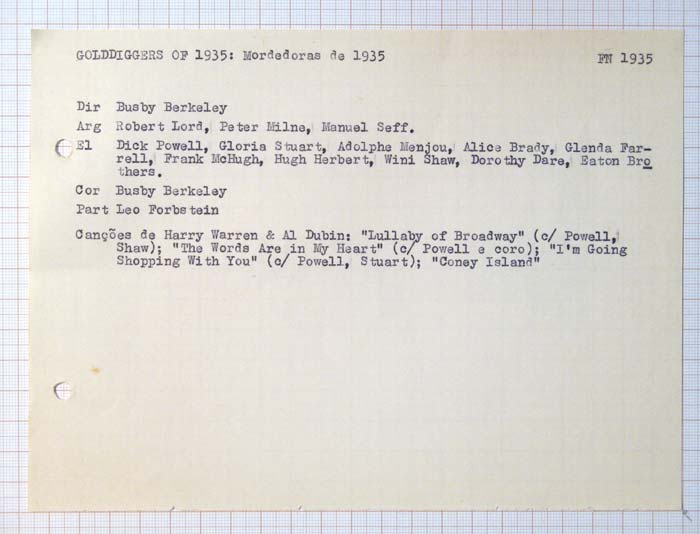 GOLDDIGGERS OF 1935: Mordedoras de 1935 FN 1935
Dir Busby Berkeley
Arg Robert Lord, Peter Milne, Manuel Seff.
El Dick Powell, Gloria Stuart, Adolphe Menjou, Alice Brady, Glenda Far-
rell, Frank McHugh, Hugh Herbert, Wini Shaw, Dorothy Dare, Eaton Bro
thers.
Cor Busby Berkeley
Part Leo Forbstein
Canções de Harry Warren & Al Dubin: "Lullaby of Broadway" (c/ Powell,
Shaw); "The Words Are in My Heart" (c/ Powell e coro); "I'm Going
Shopping With You" (c/ Powell, Stuart); "Coney Island"